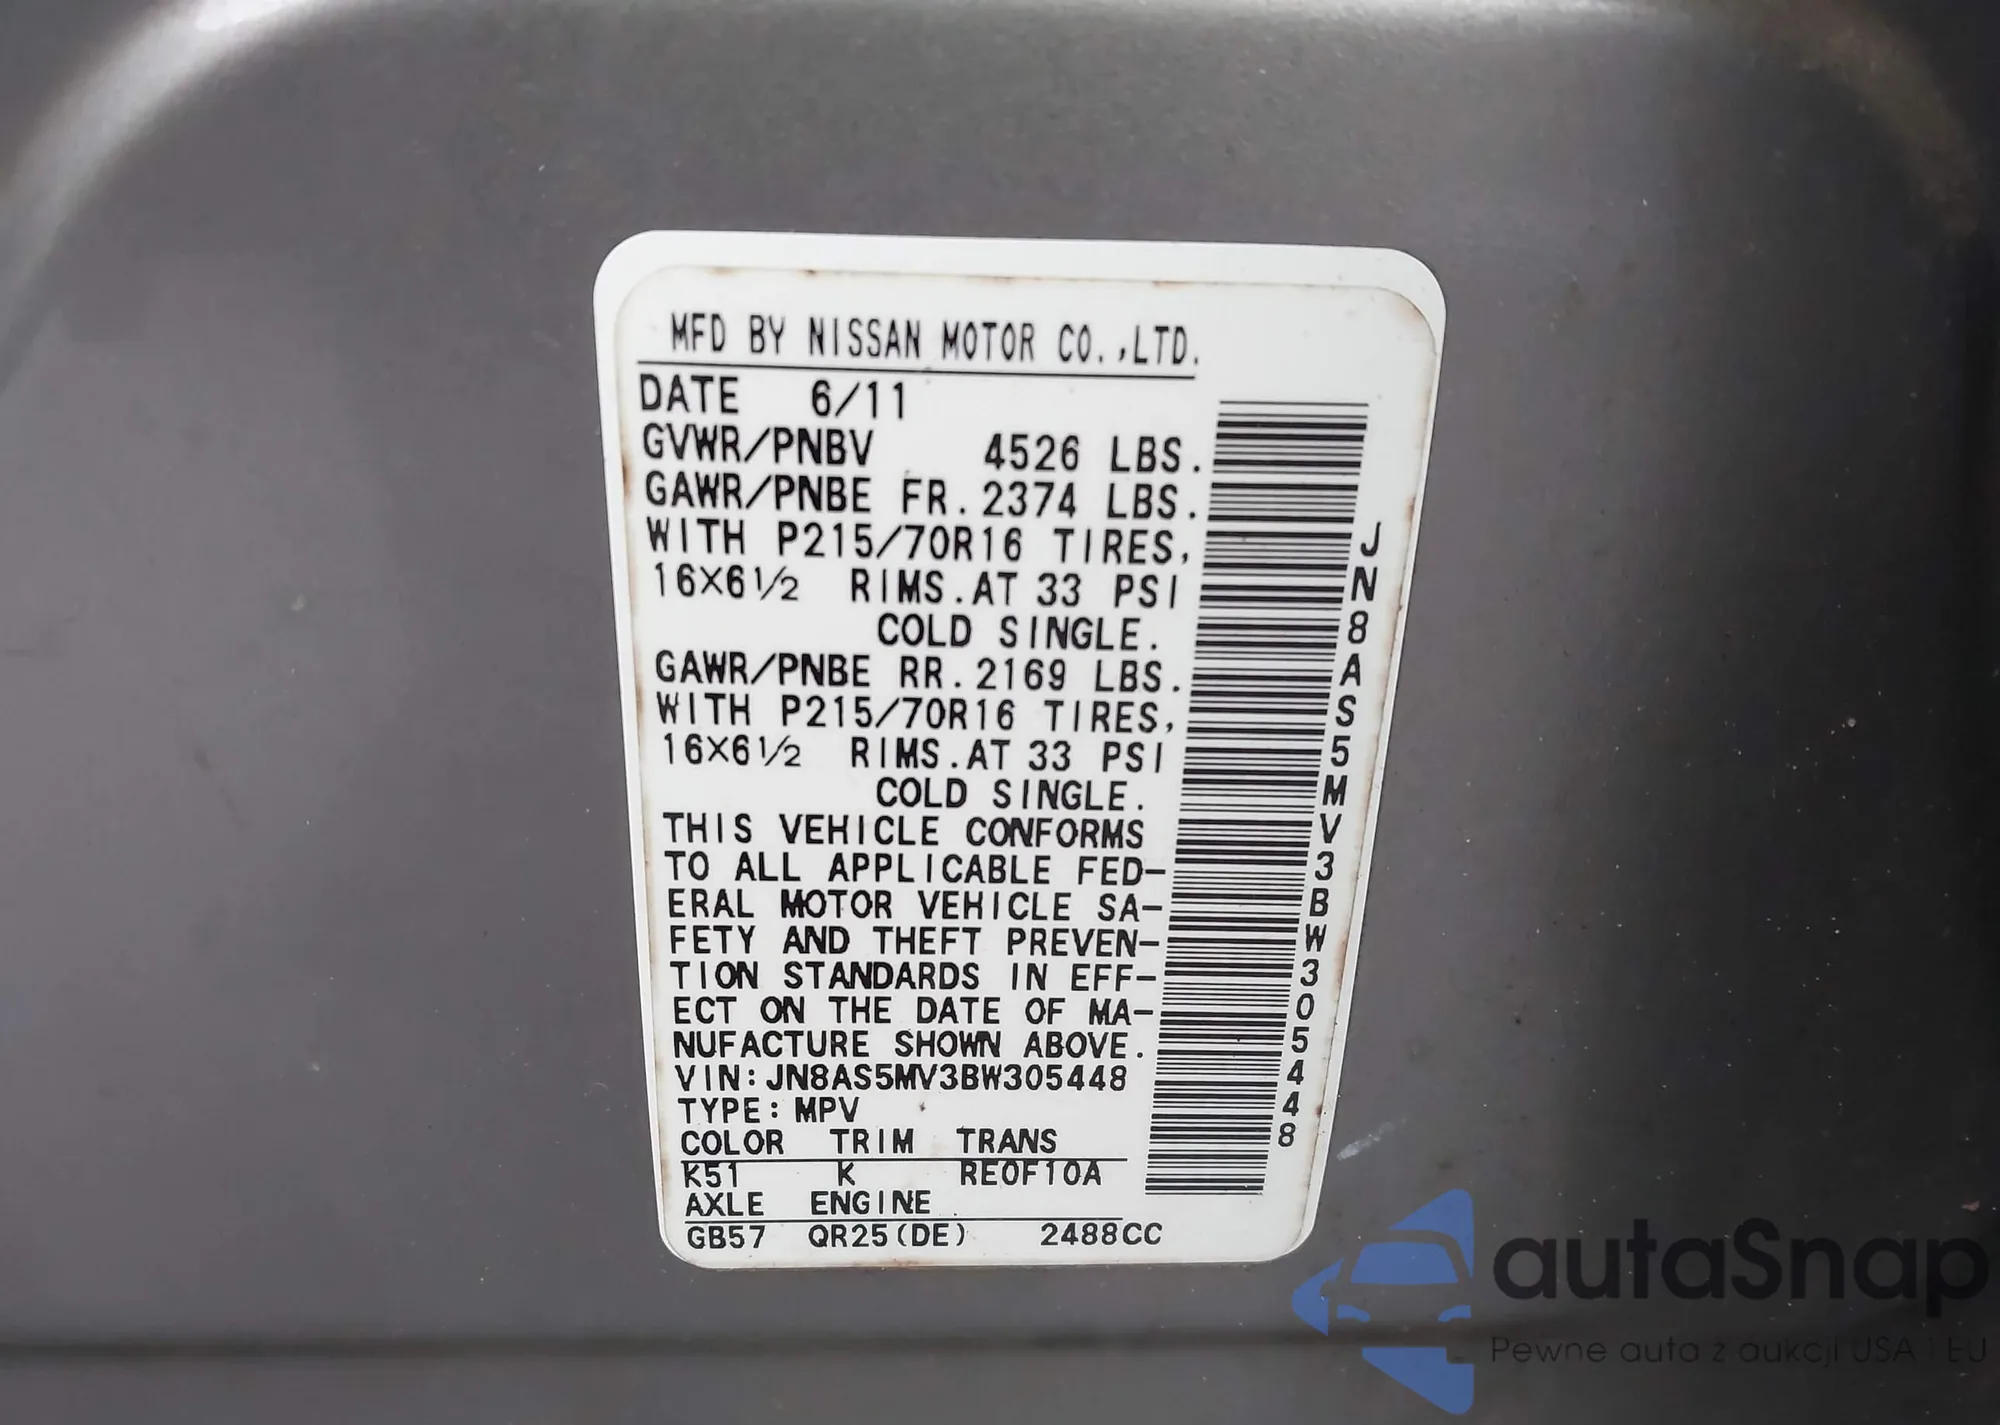 MFD BY NISSAN MOTOR CO.,LTD.
DATE 6/11
GVWR/PNBV 4526 LBS.
GAWR/PNBE FR.2374 LBS.
WITH P215/70R16 TIRES,
16X6½ RIMS.AT 33 PSI
COLD SINGLE.
GAWR/PNBE RR.2169 LBS.
WITH P215/70R16 TIRES,
16X6½ RIMS.AT 33 PSI
COLD SINGLE.
THIS VEHICLE CONFORMS
TO ALL APPLICABLE FED-
ERAL MOTOR VEHICLE SA-
FETY AND THEFT PREVEN-
TION STANDARDS IN EFF-
ECT ON THE DATE OF MA-
NUFACTURE SHOWN ABOVE.
VIN:JN8AS5MV3BW305448
TYPE:MPV
COLOR TRIM TRANS
K51 K RE0F10A
AXLE ENGINE
GB57 QR25(DE) 2488CC
JN8AS5MV3BW305448
autaSnap
Pewne auta z aukcji USA i EU